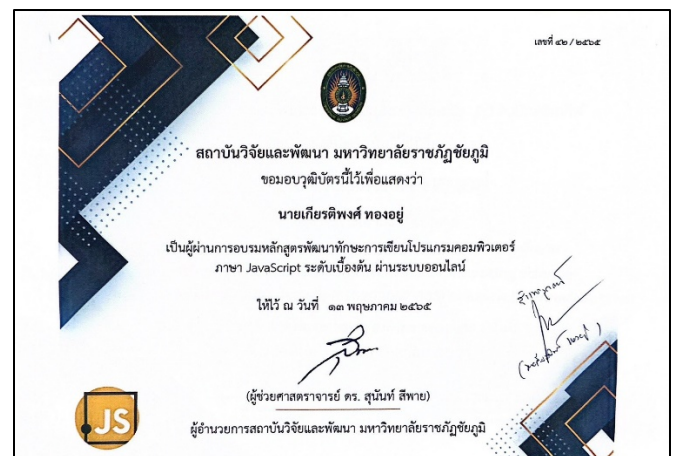 เลขที่ ๔๒ / ๒๕๖๕
สถาบันวิจัยและพัฒนา มหาวิทยาลัยราชภัฏชัยภูมิ
ขอมอบวุฒิบัตรนี้ไว้เพื่อแสดงว่า
นายเกียรติพงศ์ ทองอยู่
เป็นผู้ผ่านการอบรมหลักสูตรพัฒนาทักษะการเขียนโปรแกรมคอมพิวเตอร์
ภาษา JavaScript ระดับเบื้องต้น ผ่านระบบออนไลน์
ให้ไว้ ณ วันที่ ๑๓ พฤษภาคม ๒๕๖๕
(ผู้ช่วยศาสตราจารย์ ดร. สุนันท์ สีพาย)
ผู้อำนวยการสถาบันวิจัยและพัฒนา มหาวิทยาลัยราชภัฏชัยภูมิ
JS